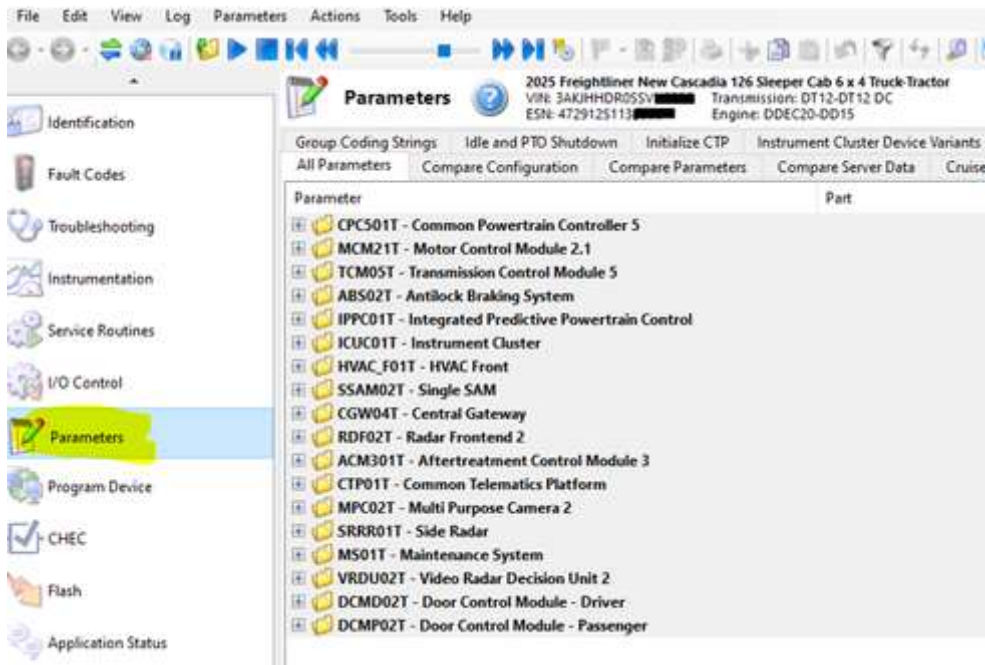 File Edit View Log Parameters Actions Tools Help
Parameters
2025 Freightliner New Cascadia 126 Sleeper Cab 6 x 4 Truck-Tractor
VIN: 3AKJHHDR0SSV Transmission: DT12-DT12 DC
ESN: 472912S113 Engine: DDEC20-DD15
Identification
Fault Codes
Troubleshooting
Instrumentation
Service Routines
I/O Control
Parameters
Program Device
CHEC
Flash
Application Status
Group Coding Strings Idle and PTO Shutdown Initialize CTP Instrument Cluster Device Variants
All Parameters Compare Configuration Compare Parameters Compare Server Data Cruise
Parameter Part
CPC501T - Common Powertrain Controller 5
MCM21T - Motor Control Module 2.1
TCM05T - Transmission Control Module 5
ABS02T - Antilock Braking System
IPPC01T - Integrated Predictive Powertrain Control
ICUC01T - Instrument Cluster
HVAC_F01T - HVAC Front
SSAM02T - Single SAM
CGW04T - Central Gateway
RDF02T - Radar Frontend 2
ACM301T - Aftertreatment Control Module 3
CTP01T - Common Telematics Platform
MPC02T - Multi Purpose Camera 2
SRRR01T - Side Radar
MS01T - Maintenance System
VRDU02T - Video Radar Decision Unit 2
DCMD02T - Door Control Module - Driver
DCMP02T - Door Control Module - Passenger